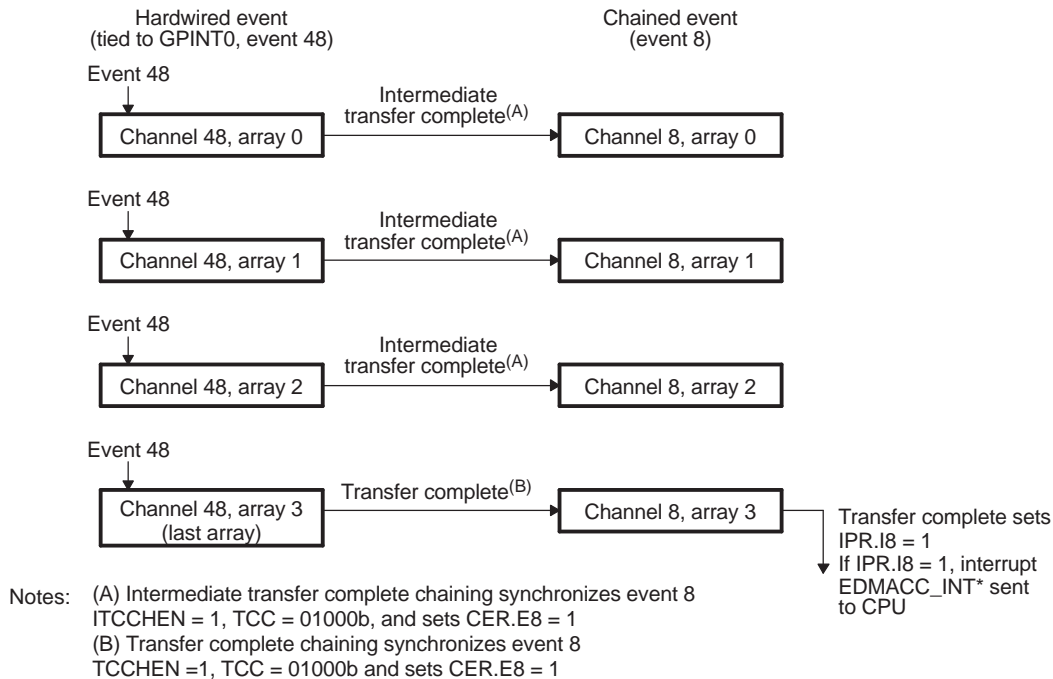 Hardwired event
(tied to GPINT0, event 48)
Chained event
(event 8)
Event 48
Intermediate
transfer complete(A)
Channel 48, array 0
Channel 8, array 0
Event 48
Intermediate
transfer complete(A)
Channel 48, array 1
Channel 8, array 1
Event 48
Intermediate
transfer complete(A)
Channel 48, array 2
Channel 8, array 2
Event 48
Transfer complete(B)
Channel 48, array 3
(last array)
Channel 8, array 3
Transfer complete sets
IPR.I8 = 1
If IPR.I8 = 1, interrupt
EDMACC_INT* sent
to CPU
Notes: (A) Intermediate transfer complete chaining synchronizes event 8
ITCCHEN = 1, TCC = 01000b, and sets CER.E8 = 1
(B) Transfer complete chaining synchronizes event 8
TCCHEN =1, TCC = 01000b and sets CER.E8 = 1